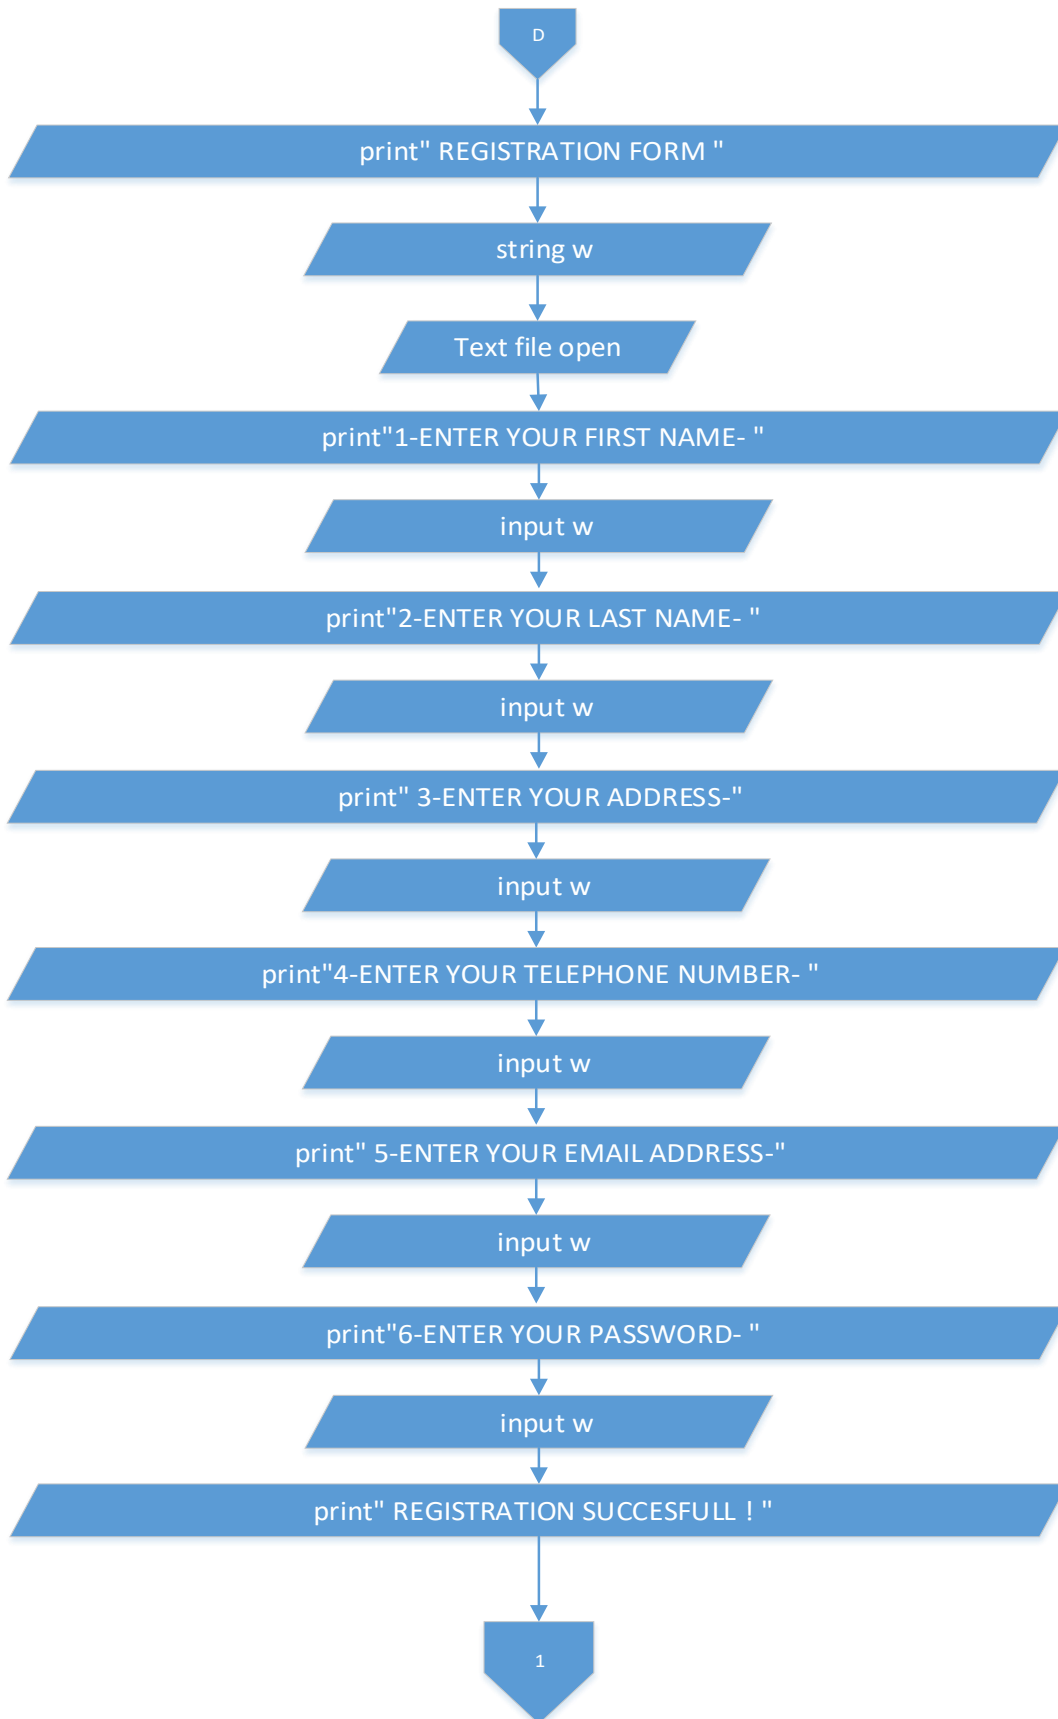 D
print" REGISTRATION FORM "
string w
Text file open
print"1-ENTER YOUR FIRST NAME- "
input w
print"2-ENTER YOUR LAST NAME- "
input w
print" 3-ENTER YOUR ADDRESS-"
input w
print"4-ENTER YOUR TELEPHONE NUMBER- "
input w
print" 5-ENTER YOUR EMAIL ADDRESS-"
input w
print"6-ENTER YOUR PASSWORD- "
input w
print" REGISTRATION SUCCESFULL ! "
1